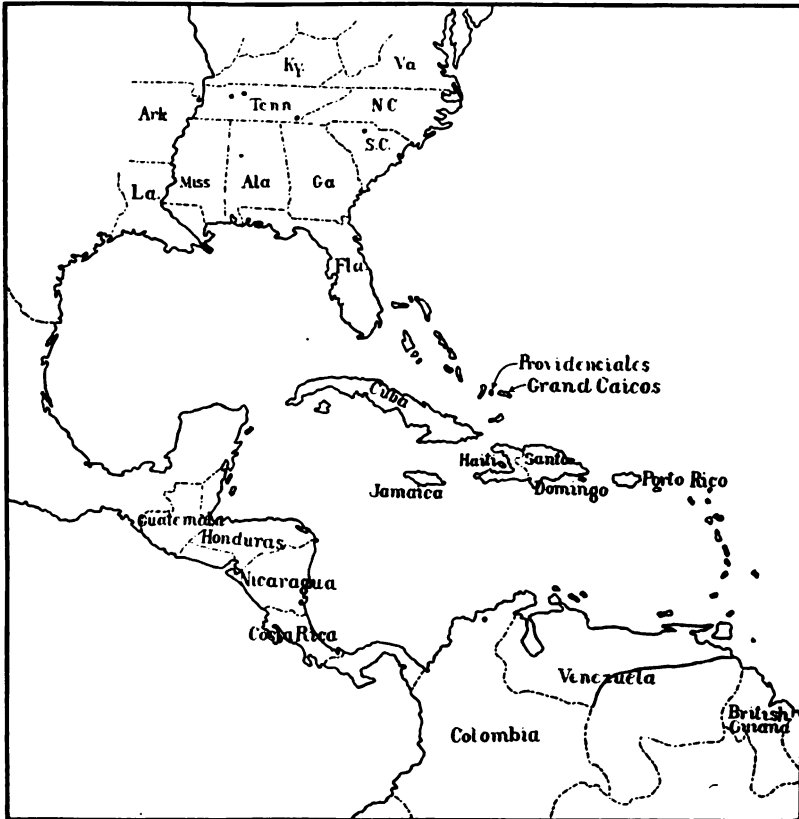 Ky.
Va
Tenn
N C
Ark
S.C.
La.
Miss
Ala
Ga
Fla.
Providenciales
Grand Caicos
Cuba
Haiti
Santo
Domingo
Jamaica
Porto Rico
Guatemala
Honduras
Nicaragua
Costa Rica
Venezuela
Colombia
British
Guiana